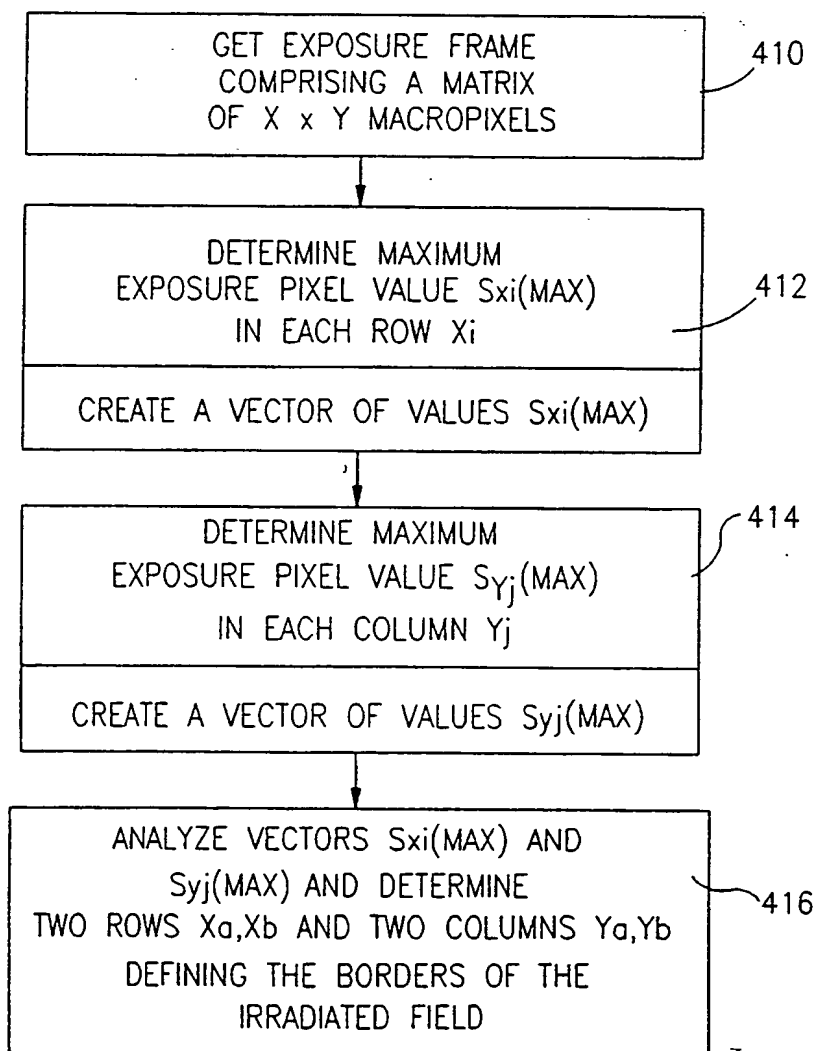 GET EXPOSURE FRAME
COMPRISING A MATRIX
OF X x Y MACROPIXELS
410
DETERMINE MAXIMUM
EXPOSURE PIXEL VALUE Sxi(MAX)
IN EACH ROW Xi
412
CREATE A VECTOR OF VALUES Sxi(MAX)
DETERMINE MAXIMUM
EXPOSURE PIXEL VALUE SYj(MAX)
IN EACH COLUMN Yj
414
CREATE A VECTOR OF VALUES Syj(MAX)
ANALYZE VECTORS Sxi(MAX) AND
Syj(MAX) AND DETERMINE
TWO ROWS Xa,Xb AND TWO COLUMNS Ya,Yb
DEFINING THE BORDERS OF THE
IRRADIATED FIELD
416